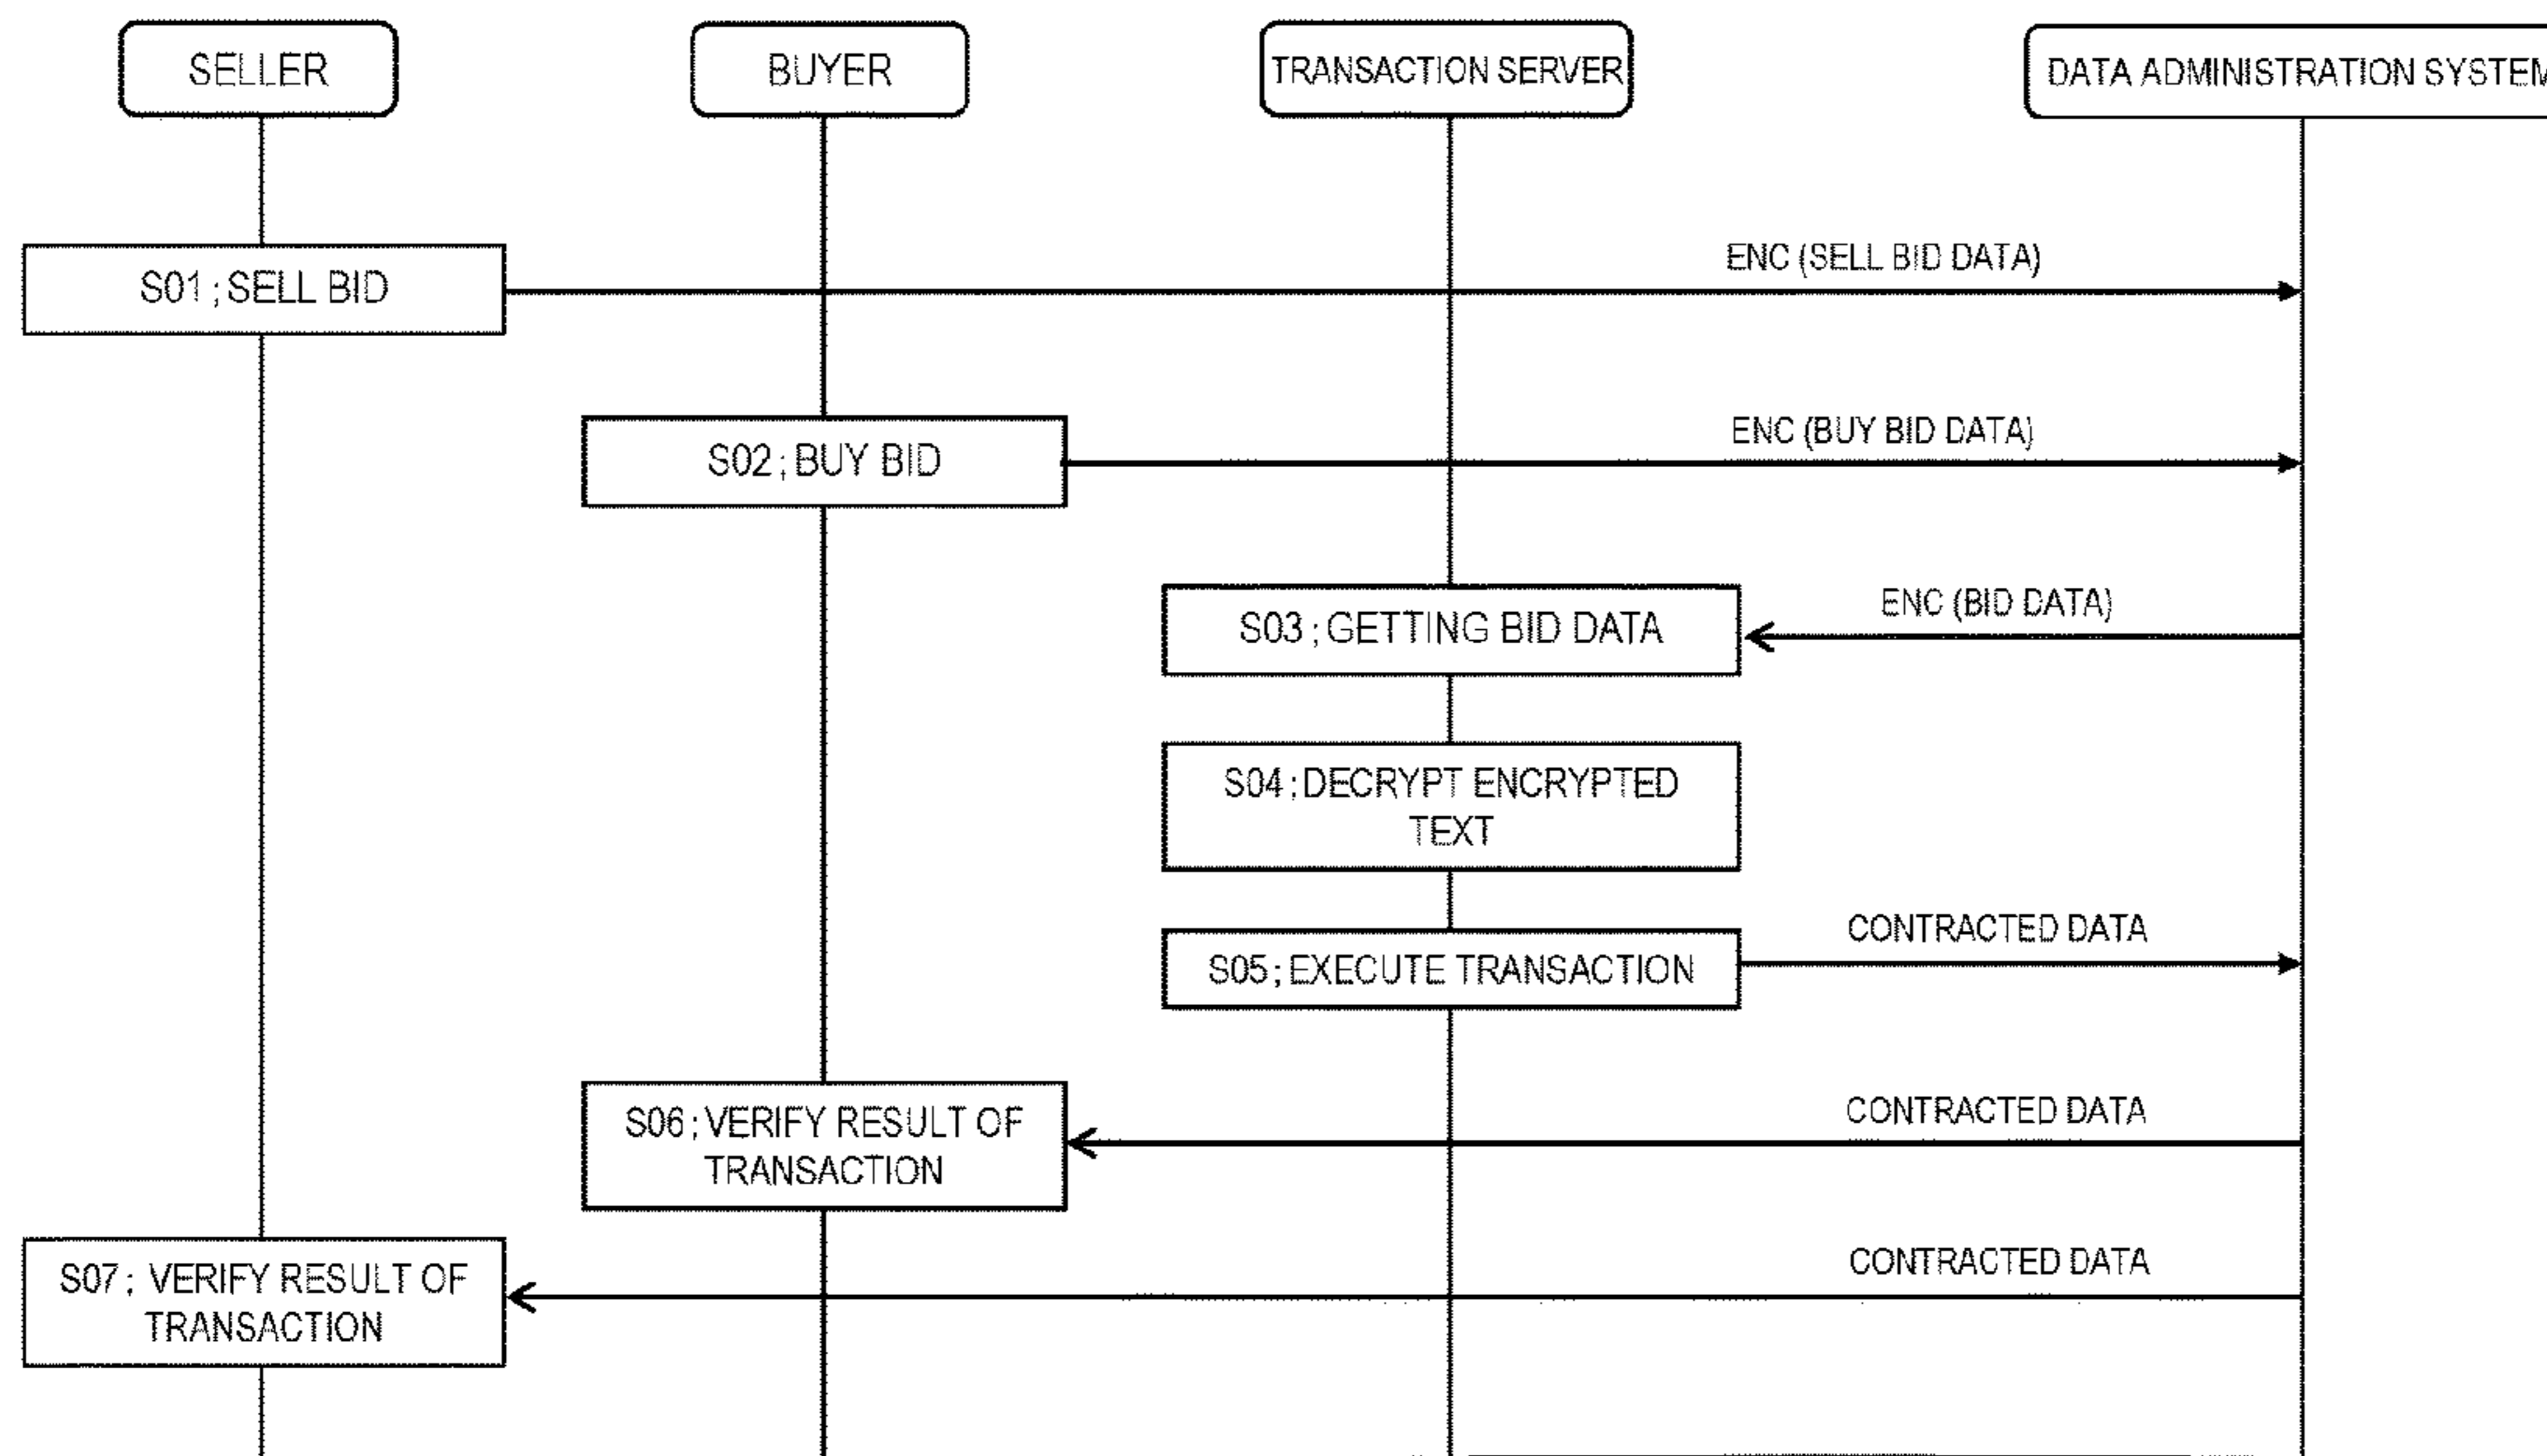 SELLER
BUYER
TRANSACTION SERVER
DATA ADMINISTRATION SYSTEM
ENC (SELL BID DATA)
S01 ; SELL BID
ENC (BUY BID DATA)
S02 ; BUY BID
ENC (BID DATA)
S03 ; GETTING BID DATA
S04 ; DECRYPT ENCRYPTED
TEXT
CONTRACTED DATA
S05 ; EXECUTE TRANSACTION
CONTRACTED DATA
S06 ; VERIFY RESULT OF
TRANSACTION
CONTRACTED DATA
S07 ; VERIFY RESULT OF
TRANSACTION